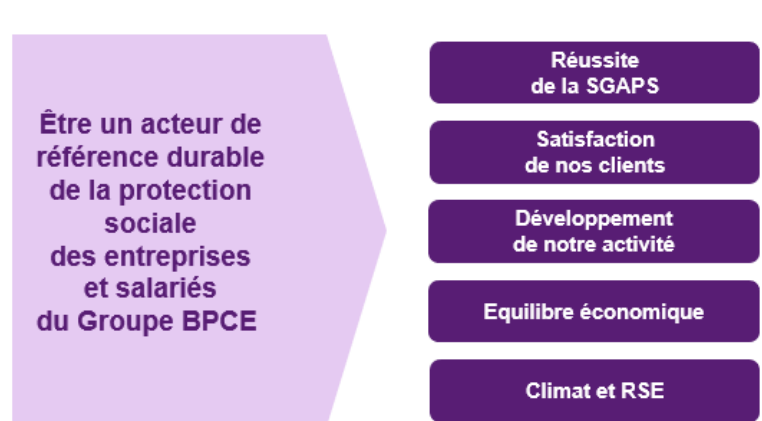 Être un acteur de
référence durable
de la protection
sociale
des entreprises
et salariés
du Groupe BPCE
Réussite
de la SGAPS
Satisfaction
de nos clients
Développement
de notre activité
Equilibre économique
Climat et RSE